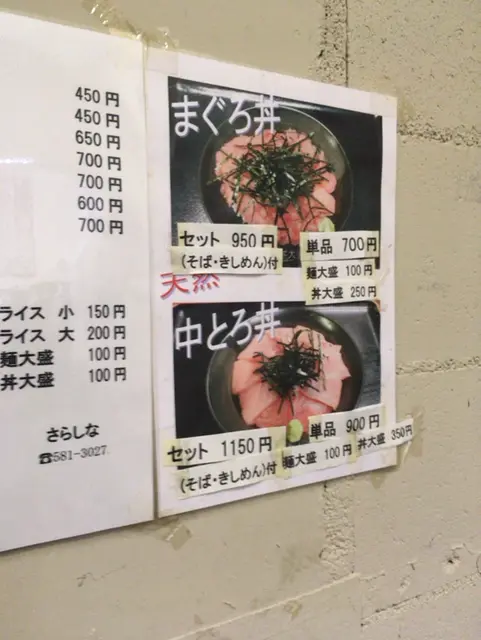 450円
450円
650円
700円
700円
600円
700円
ライス 小 150円
ライス 大 200円
麺大盛 100円
丼大盛 100円
さらしな
☎581-3027.
まぐろ丼
セット 950円
(そば・きしめん)付
単品 700円
麺大盛 100円
丼大盛 250円
天然
中とろ丼
セット 1150円
(そば・きしめん)付
単品 900円
麺大盛 100円
丼大盛 350円